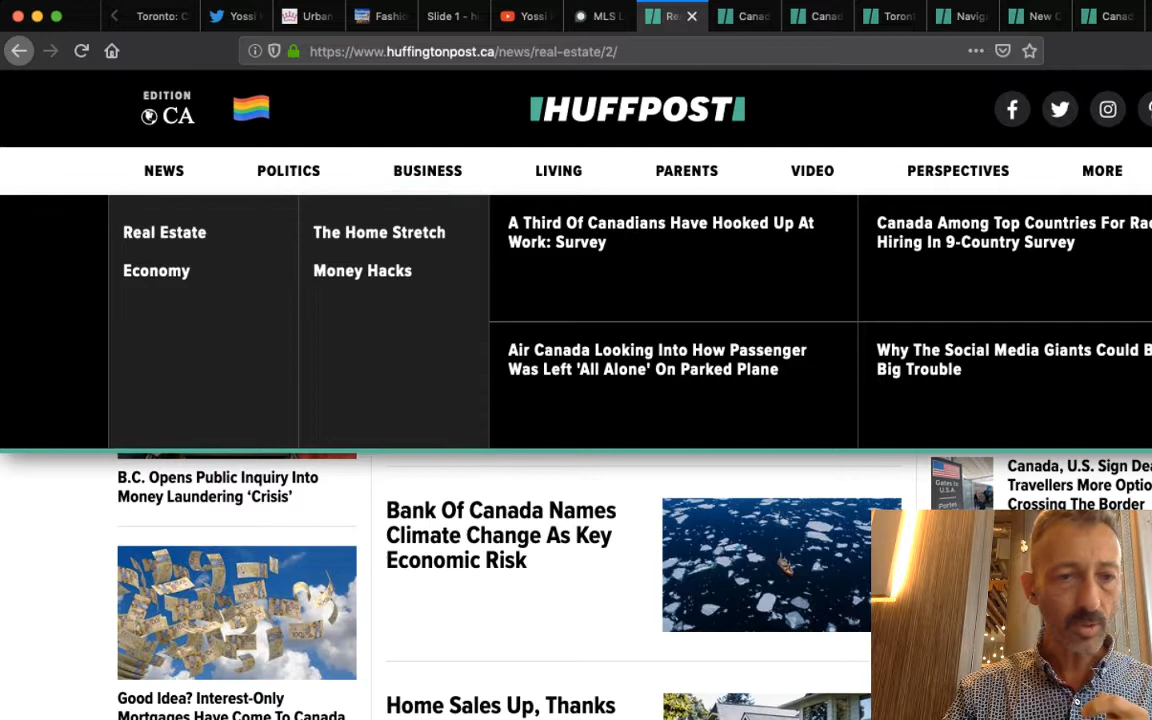 Toronto: C
Yossi
Urban
Fashio
Slide 1 - h
Yossi
MLS L
Re
Canad
Canad
Toront
Navig
New C
Canad
https://www.huffingtonpost.ca/news/real-estate/2/
EDITION
CA
HUFFPOST
NEWS
POLITICS
BUSINESS
LIVING
PARENTS
VIDEO
PERSPECTIVES
MORE
Real Estate
The Home Stretch
Economy
Money Hacks
A Third Of Canadians Have Hooked Up At
Work: Survey
Canada Among Top Countries For Rac
Hiring In 9-Country Survey
Air Canada Looking Into How Passenger
Was Left 'All Alone' On Parked Plane
Why The Social Media Giants Could B
Big Trouble
B.C. Opens Public Inquiry Into
Money Laundering ‘Crisis’
Bank Of Canada Names
Climate Change As Key
Economic Risk
Canada, U.S. Sign Dea
Travellers More Optio
Crossing The Border
Good Idea? Interest-Only
Mortgages Have Come To Canada
Home Sales Up, Thanks